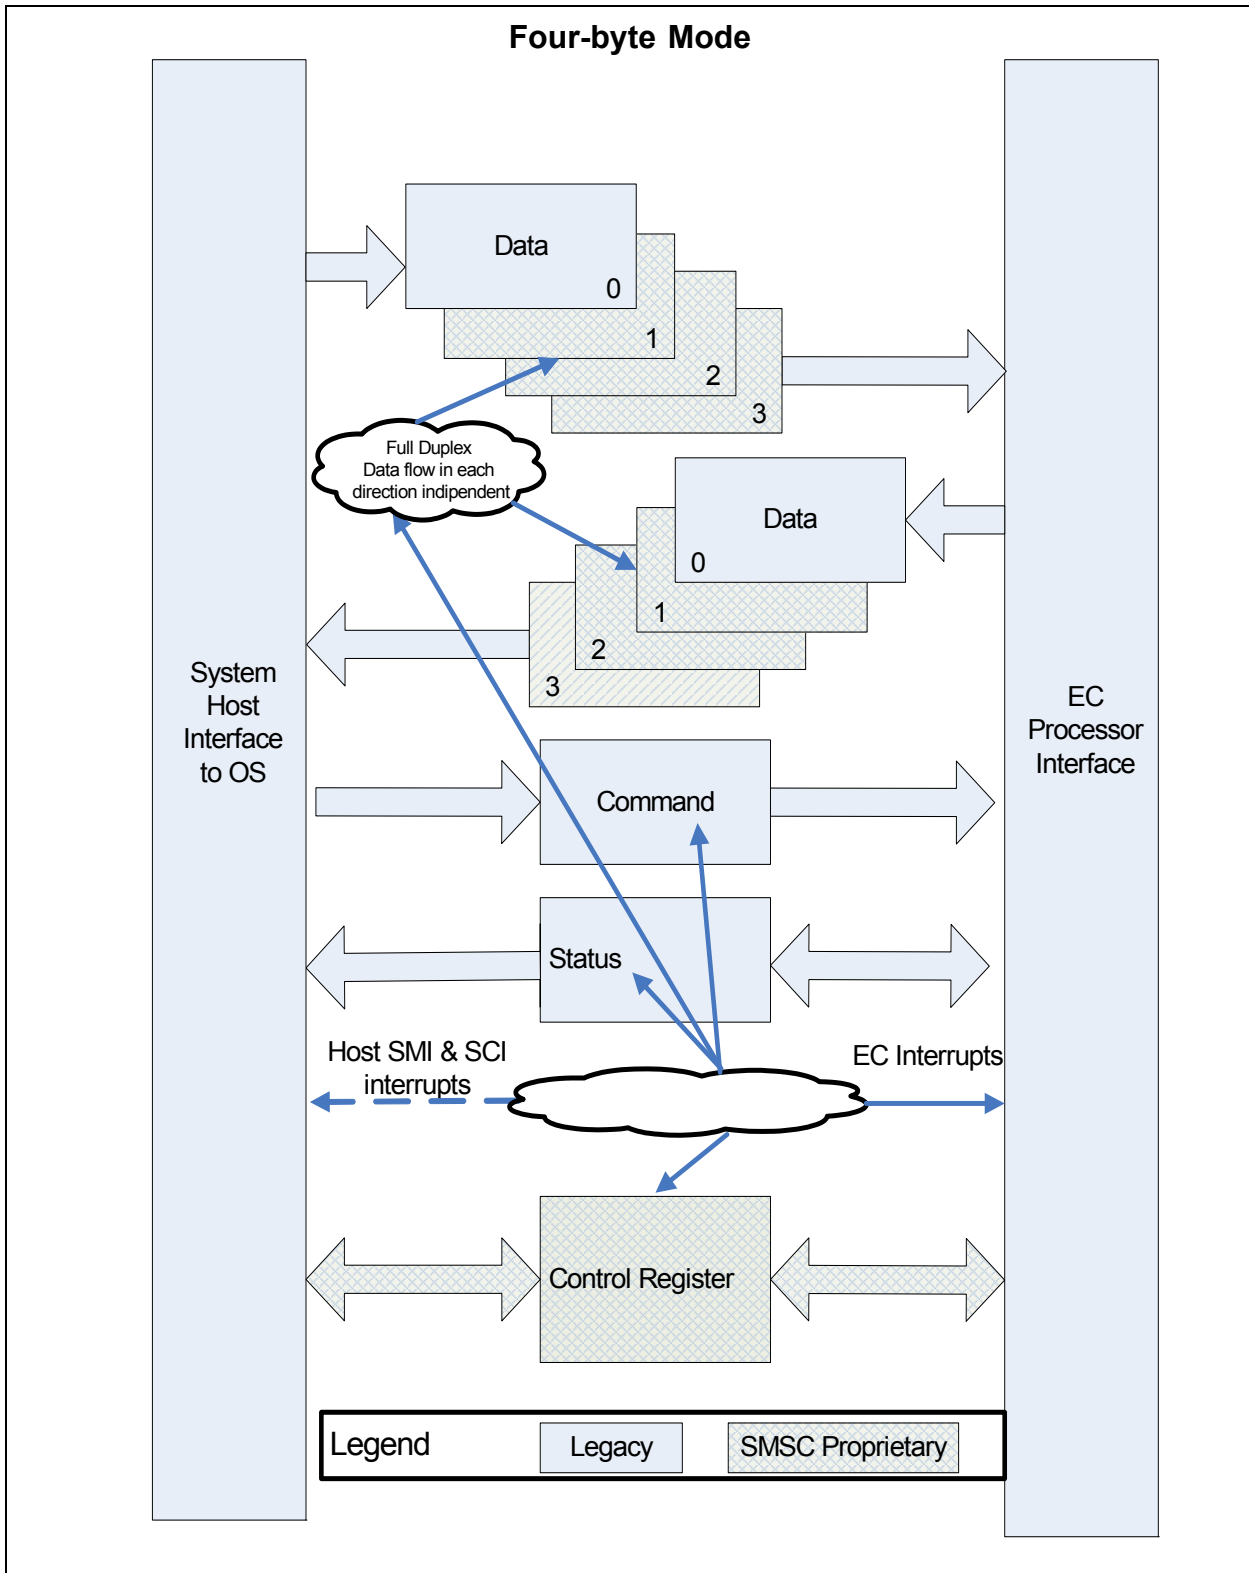 Four-byte Mode
Data
0
1
2
3
Full Duplex
Data flow in each
direction indipendent
Data
0
1
2
3
System
Host
Interface
to OS
EC
Processor
Interface
Command
Status
Host SMI & SCI
interrupts
EC Interrupts
Control Register
Legend
Legacy
SMSC Proprietary